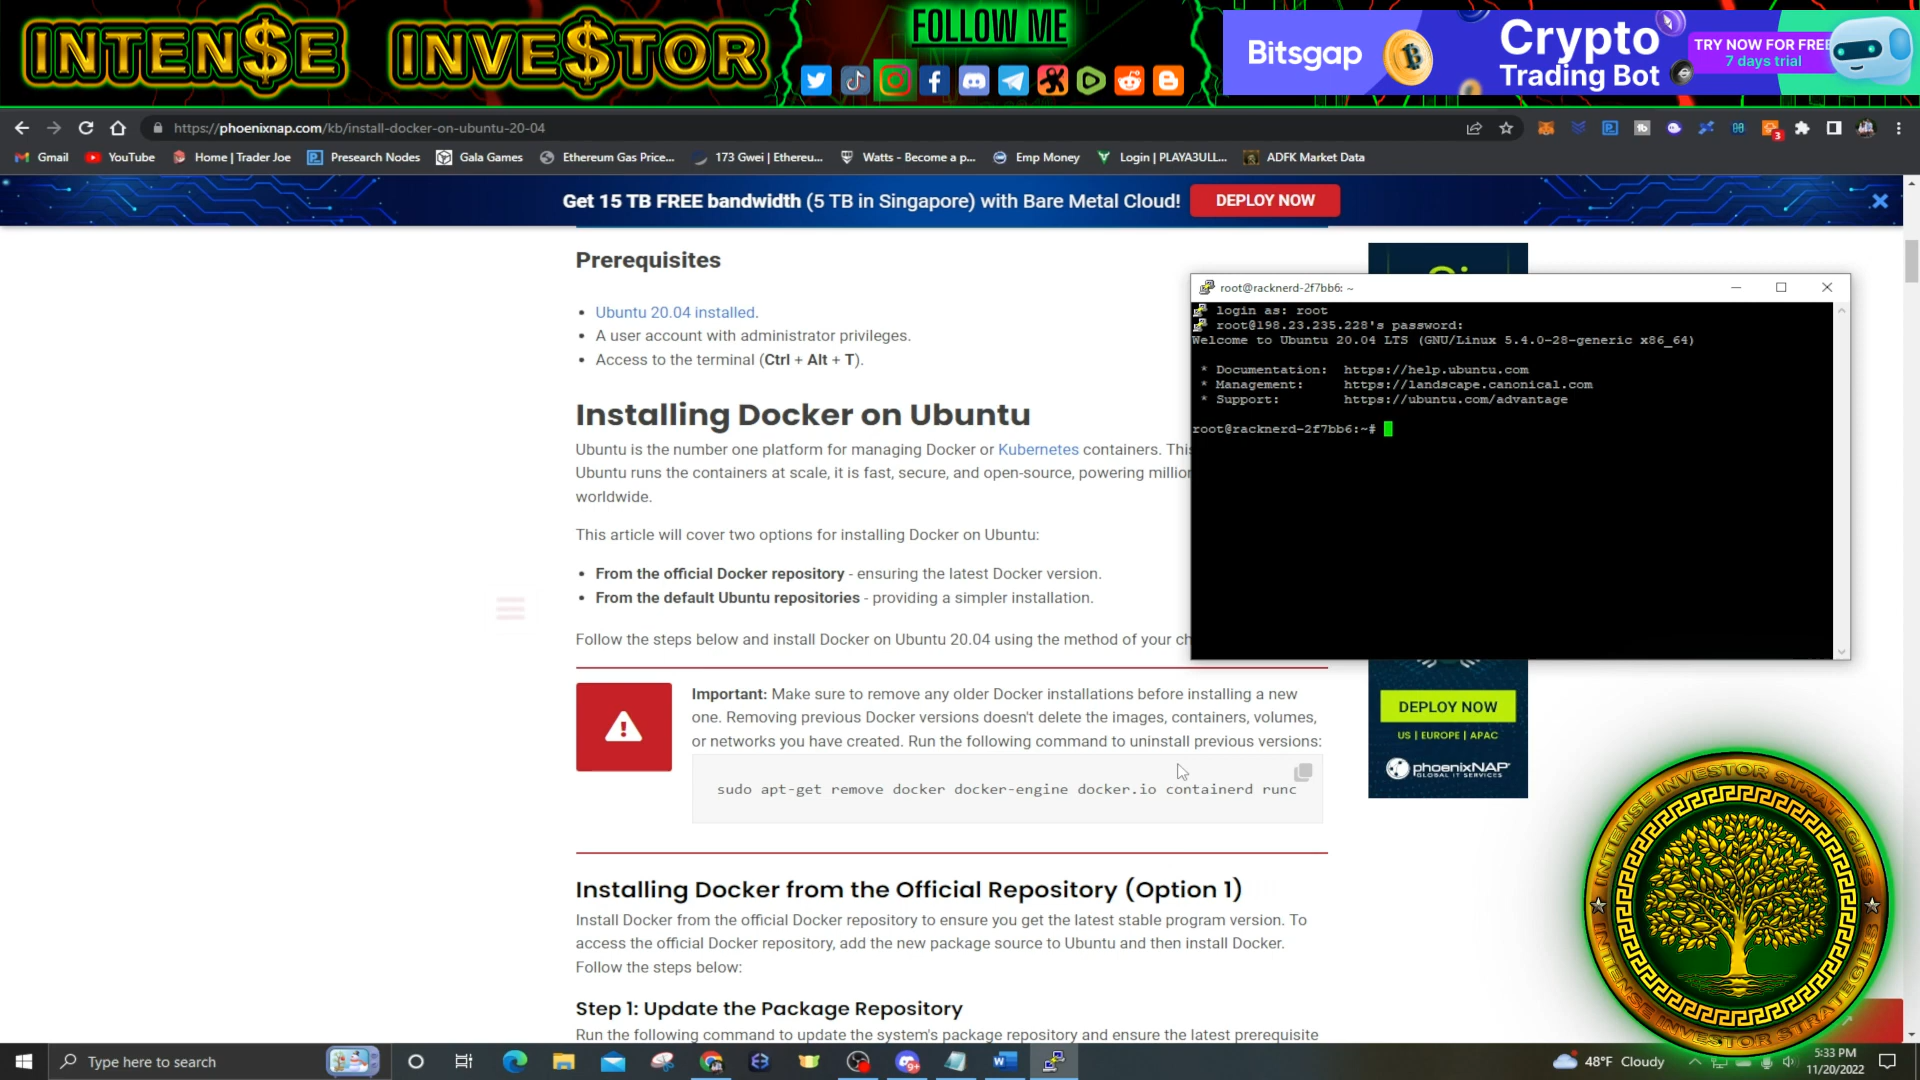 INTEN$E INVE$TOR
FOLLOW ME
Bitsgap
Crypto
Trading Bot
TRY NOW FOR FREE
7 days trial
https://phoenixnap.com/kb/install-docker-on-ubuntu-20-04
3
Gmail
YouTube
Home | Trader Joe
Presearch Nodes
Gala Games
Ethereum Gas Price...
173 Gwei | Ethereu...
Watts - Become a p...
Emp Money
Login | PLAYA3ULL...
ADFK Market Data
Get 15 TB FREE bandwidth (5 TB in Singapore) with Bare Metal Cloud!
DEPLOY NOW
Prerequisites
• Ubuntu 20.04 installed.
• A user account with administrator privileges.
• Access to the terminal (Ctrl + Alt + T).
Installing Docker on Ubuntu
Ubuntu is the number one platform for managing Docker or Kubernetes containers. This
Ubuntu runs the containers at scale, it is fast, secure, and open-source, powering million
worldwide.
This article will cover two options for installing Docker on Ubuntu:
• From the official Docker repository - ensuring the latest Docker version.
• From the default Ubuntu repositories - providing a simpler installation.
Follow the steps below and install Docker on Ubuntu 20.04 using the method of your ch
Important: Make sure to remove any older Docker installations before installing a new
one. Removing previous Docker versions doesn't delete the images, containers, volumes,
or networks you have created. Run the following command to uninstall previous versions:
sudo apt-get remove docker docker-engine docker.io containerd runc
Installing Docker from the Official Repository (Option 1)
Install Docker from the official Docker repository to ensure you get the latest stable program version. To
access the official Docker repository, add the new package source to Ubuntu and then install Docker.
Follow the steps below:
Step 1: Update the Package Repository
Run the following command to update the system's package repository and ensure the latest prerequisite
root@racknerd-2f7bb6: ~
login as: root
root@198.23.235.228's password:
Welcome to Ubuntu 20.04 LTS (GNU/Linux 5.4.0-28-generic x86_64)
* Documentation: https://help.ubuntu.com
* Management: https://landscape.canonical.com
* Support: https://ubuntu.com/advantage
root@racknerd-2f7bb6:~#
DEPLOY NOW
US | EUROPE | APAC
phoenixNAP
GLOBAL IT SERVICES
INTENSE INVESTOR STRATEGIES
INTENSE INVESTOR STRATEGIES
Type here to search
9+
48°F Cloudy
5:33 PM
11/20/2022